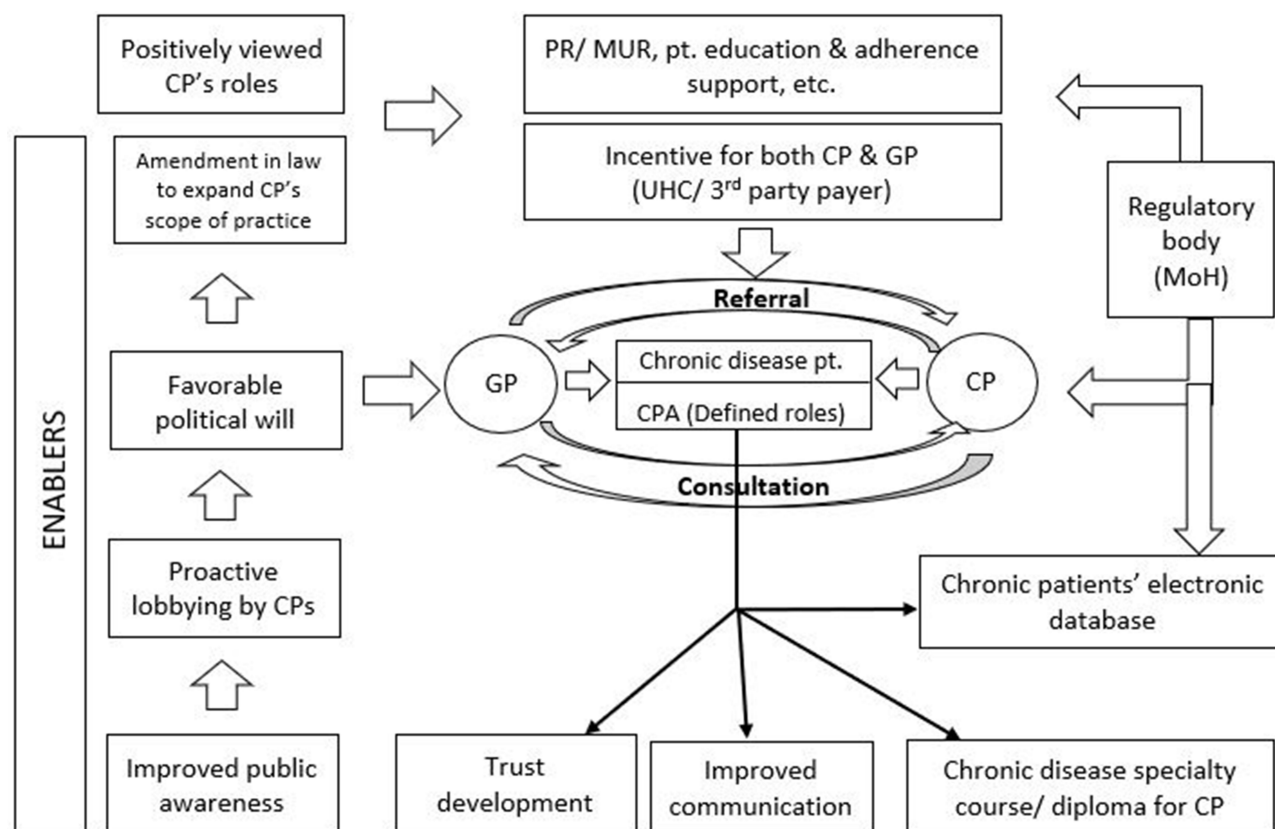 Positively viewed
CP's roles
PR/ MUR, pt. education & adherence
support, etc.
ENABLERS
Amendment in law
to expand CP's
scope of practice
Incentive for both CP & GP
(UHC/ 3rd party payer)
Regulatory
body
(MoH)
Referral
Favorable
political will
GP
Chronic disease pt.
CPA (Defined roles)
CP
Consultation
Proactive
lobbying by CPs
Chronic patients' electronic
database
Improved public
awareness
Trust
development
Improved
communication
Chronic disease specialty
course/ diploma for CP